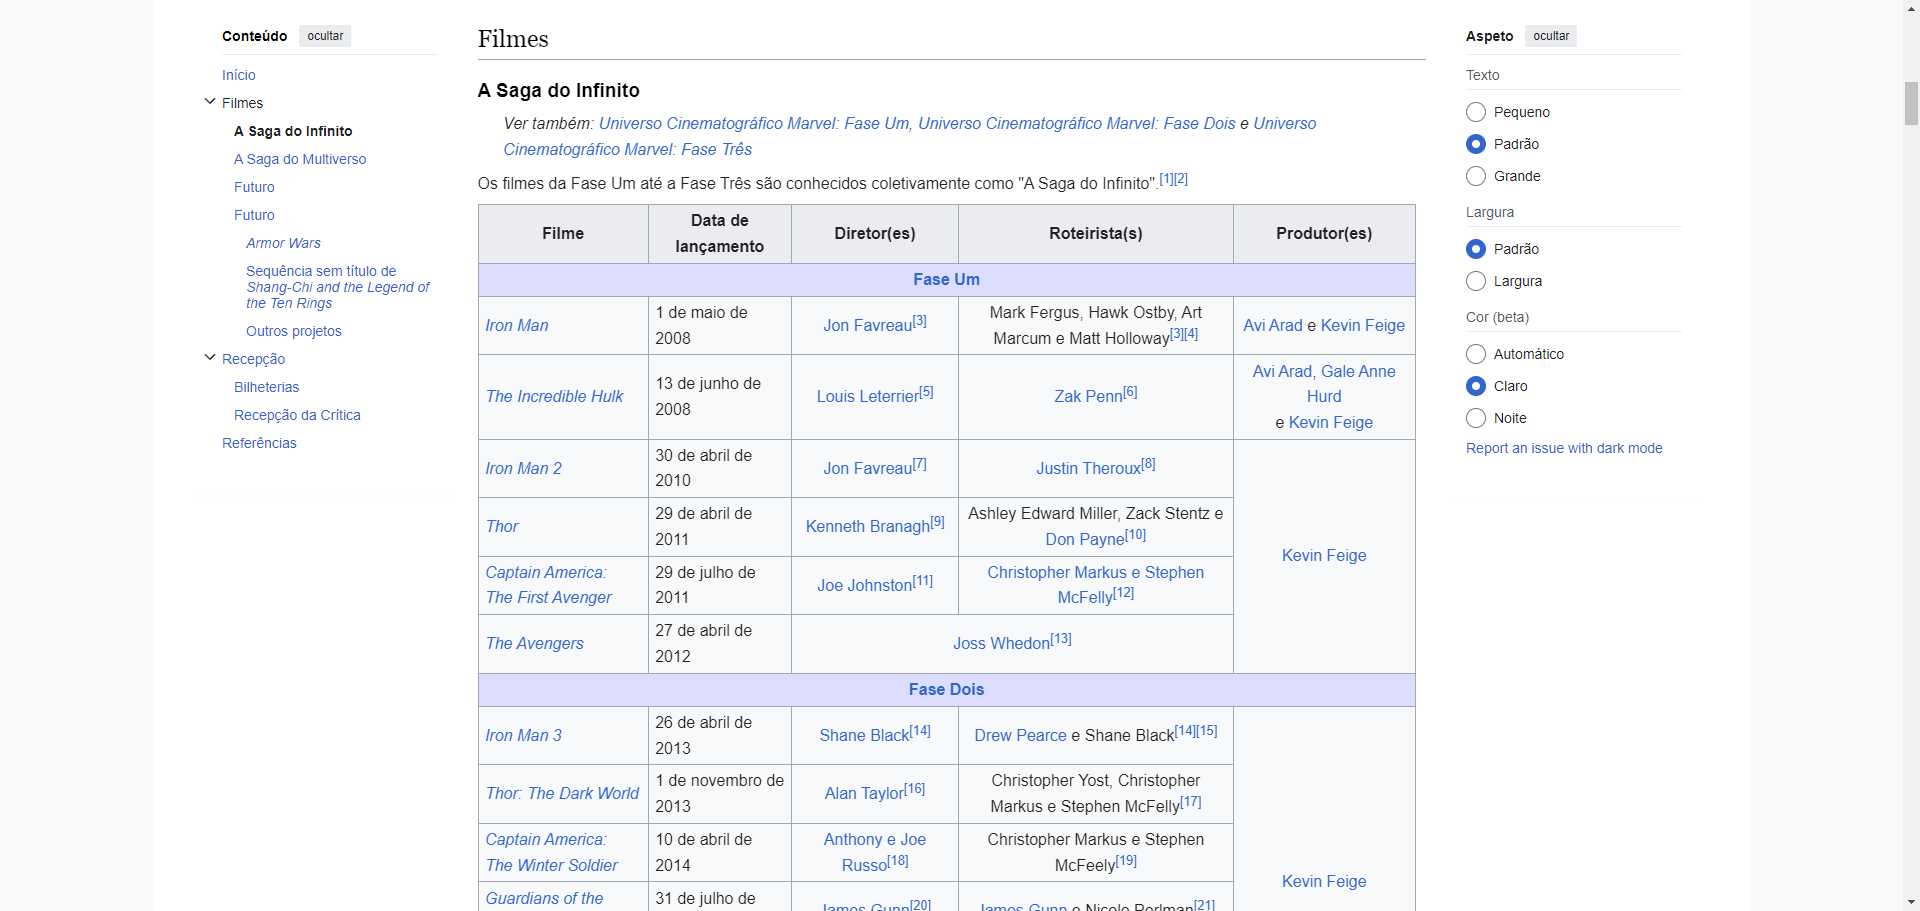 Conteúdo ocultar
Início
Filmes
A Saga do Infinito
A Saga do Multiverso
Futuro
Futuro
Armor Wars
Sequência sem título de
Shang-Chi and the Legend of
the Ten Rings
Outros projetos
Recepção
Bilheterias
Recepção da Crítica
Referências
Filmes
A Saga do Infinito
Ver também: Universo Cinematográfico Marvel: Fase Um, Universo Cinematográfico Marvel: Fase Dois e Universo
Cinematográfico Marvel: Fase Três
Os filmes da Fase Um até a Fase Três são conhecidos coletivamente como "A Saga do Infinito".[1][2]
Filme
Data de
lançamento
Diretor(es)
Roteirista(s)
Produtor(es)
Fase Um
Iron Man
1 de maio de
2008
Jon Favreau[3]
Mark Fergus, Hawk Ostby, Art
Marcum e Matt Holloway[3][4]
Avi Arad e Kevin Feige
The Incredible Hulk
13 de junho de
2008
Louis Leterrier[5]
Zak Penn[6]
Avi Arad, Gale Anne
Hurd
e Kevin Feige
Iron Man 2
30 de abril de
2010
Jon Favreau[7]
Justin Theroux[8]
Kevin Feige
Thor
29 de abril de
2011
Kenneth Branagh[9]
Ashley Edward Miller, Zack Stentz e
Don Payne[10]
Captain America:
The First Avenger
29 de julho de
2011
Joe Johnston[11]
Christopher Markus e Stephen
McFelly[12]
The Avengers
27 de abril de
2012
Joss Whedon[13]
Fase Dois
Iron Man 3
26 de abril de
2013
Shane Black[14]
Drew Pearce e Shane Black[14][15]
Kevin Feige
Thor: The Dark World
1 de novembro de
2013
Alan Taylor[16]
Christopher Yost, Christopher
Markus e Stephen McFelly[17]
Captain America:
The Winter Soldier
10 de abril de
2014
Anthony e Joe
Russo[18]
Christopher Markus e Stephen
McFeely[19]
Guardians of the
31 de julho de
James Gunn[20]
James Gunn e Nicole Perlman[21]
Aspeto ocultar
Texto
Pequeno
Padrão
Grande
Largura
Padrão
Largura
Cor (beta)
Automático
Claro
Noite
Report an issue with dark mode